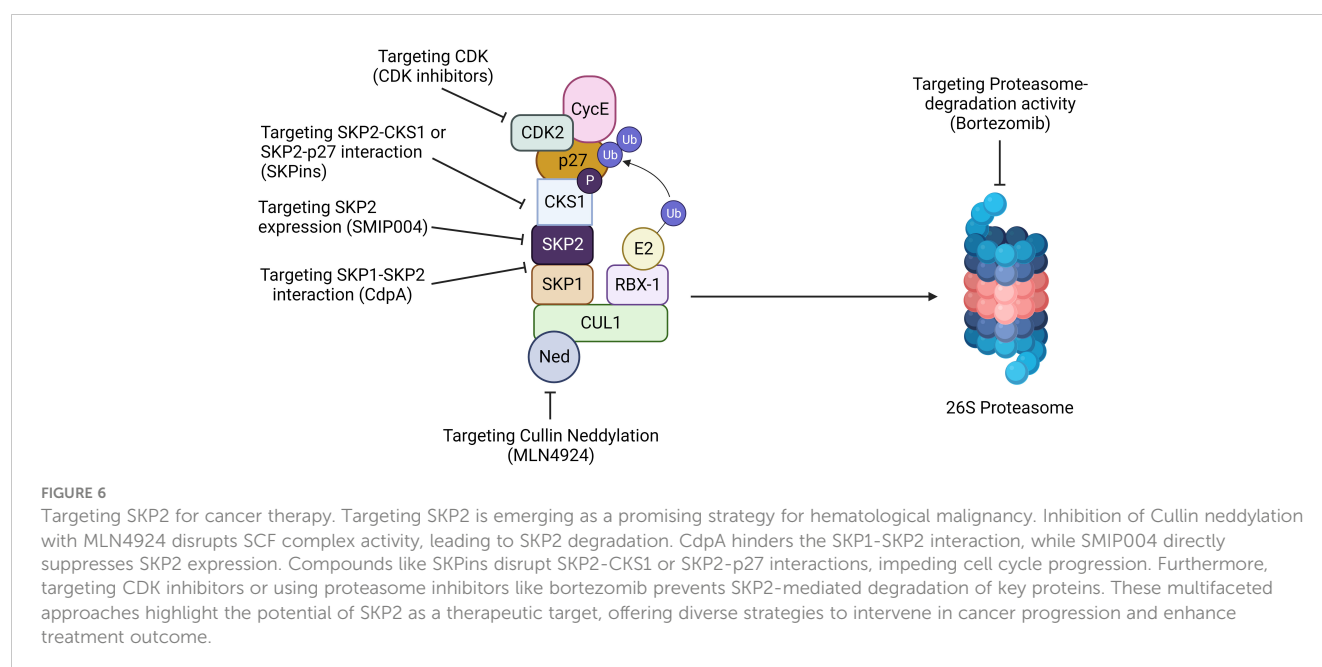 Targeting CDK
(CDK inhibitors)
Targeting SKP2-CKS1 or
SKP2-p27 interaction
(SKPins)
Targeting SKP2
expression (SMIP004)
Targeting SKP1-SKP2
interaction (CdpA)
CycE
CDK2
Ub
Ub
p27
P
CKS1
Ub
SKP2
E2
SKP1
RBX-1
CUL1
Ned
Targeting Cullin Neddylation
(MLN4924)
Targeting Proteasome-
degradation activity
(Bortezomib)
26S Proteasome
FIGURE 6
Targeting SKP2 for cancer therapy. Targeting SKP2 is emerging as a promising strategy for hematological malignancy. Inhibition of Cullin neddylation
with MLN4924 disrupts SCF complex activity, leading to SKP2 degradation. CdpA hinders the SKP1-SKP2 interaction, while SMIP004 directly
suppresses SKP2 expression. Compounds like SKPins disrupt SKP2-CKS1 or SKP2-p27 interactions, impeding cell cycle progression. Furthermore,
targeting CDK inhibitors or using proteasome inhibitors like bortezomib prevents SKP2-mediated degradation of key proteins. These multifaceted
approaches highlight the potential of SKP2 as a therapeutic target, offering diverse strategies to intervene in cancer progression and enhance
treatment outcome.